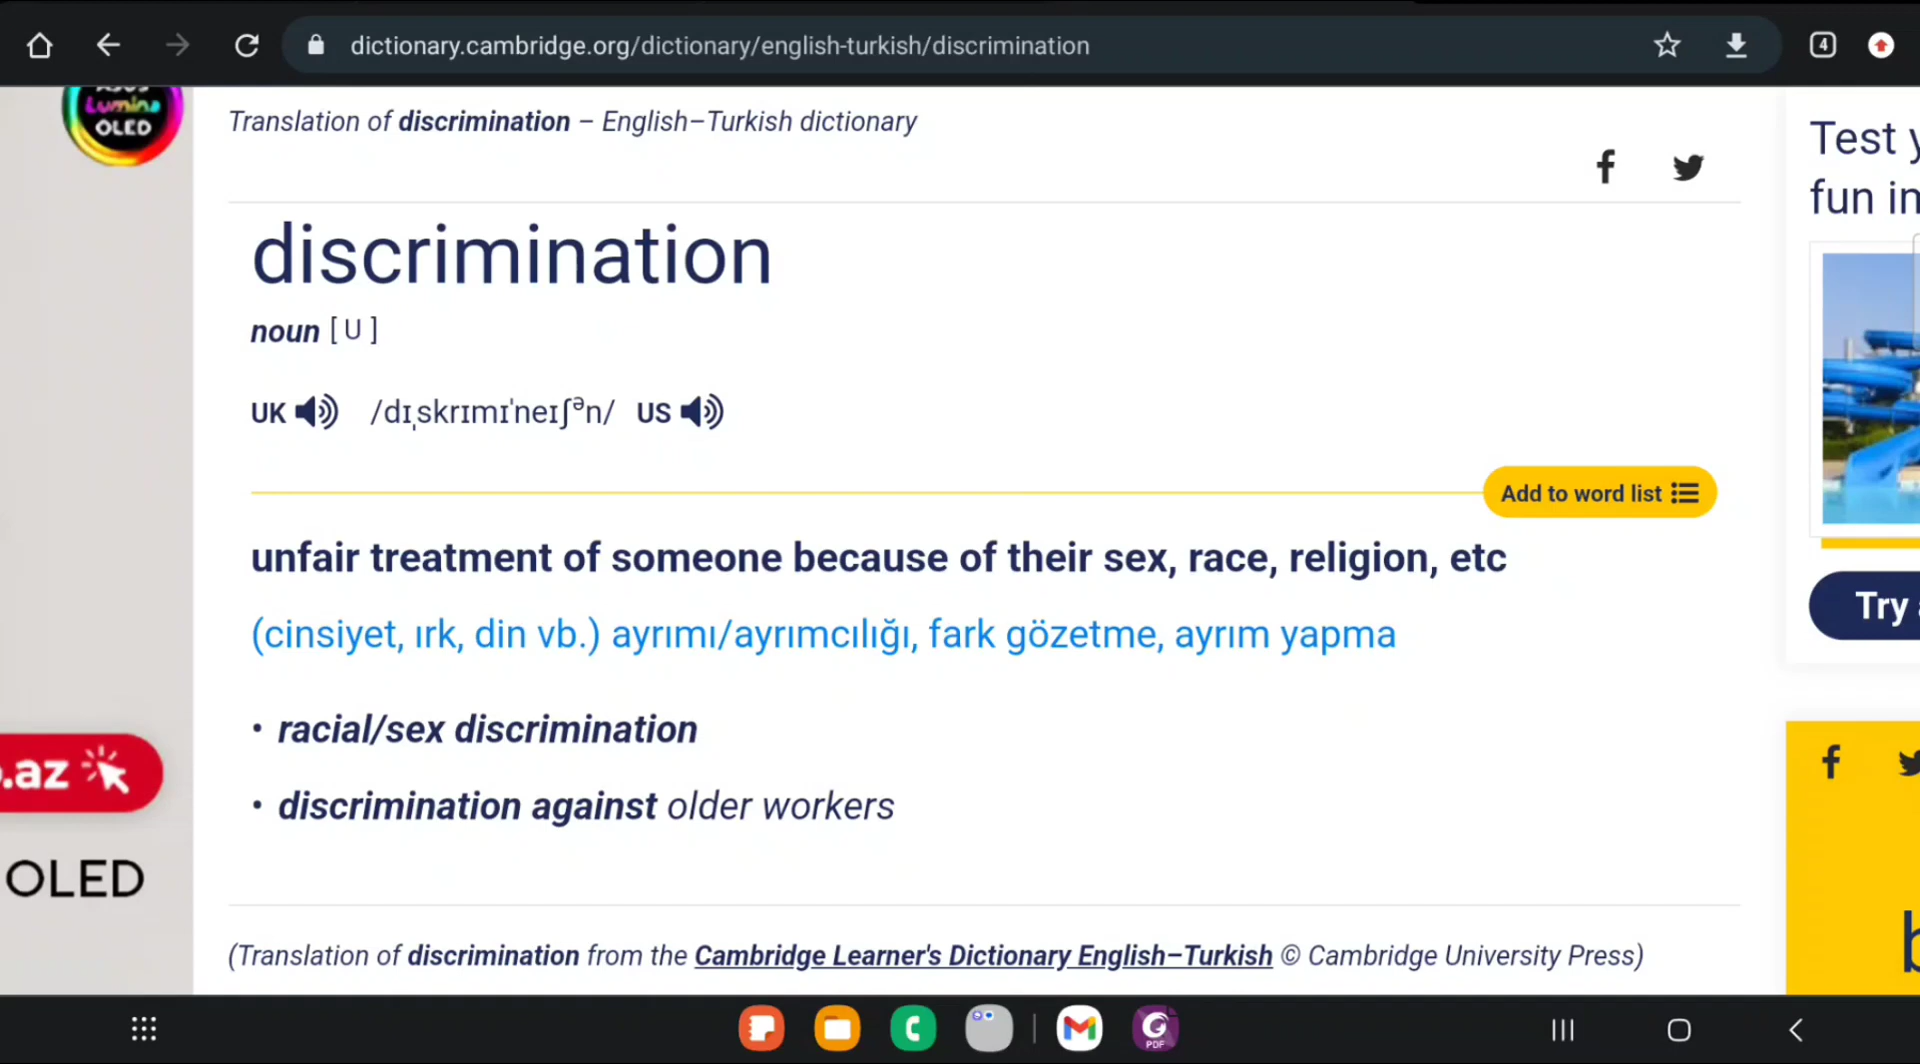 dictionary.cambridge.org/dictionary/english-turkish/discrimination
4
Lumina
OLED
Translation of discrimination – English–Turkish dictionary
Test
fun
discrimination
noun [ U ]
UK /dɪˌskrɪmɪˈneɪʃᵊn/ US
Add to word list
unfair treatment of someone because of their sex, race, religion, etc
(cinsiyet, ırk, din vb.) ayrımı/ayrımcılığı, fark gözetme, ayrım yapma
Try
• racial/sex discrimination
• discrimination against older workers
.az
OLED
(Translation of discrimination from the Cambridge Learner's Dictionary English–Turkish © Cambridge University Press)
PDF